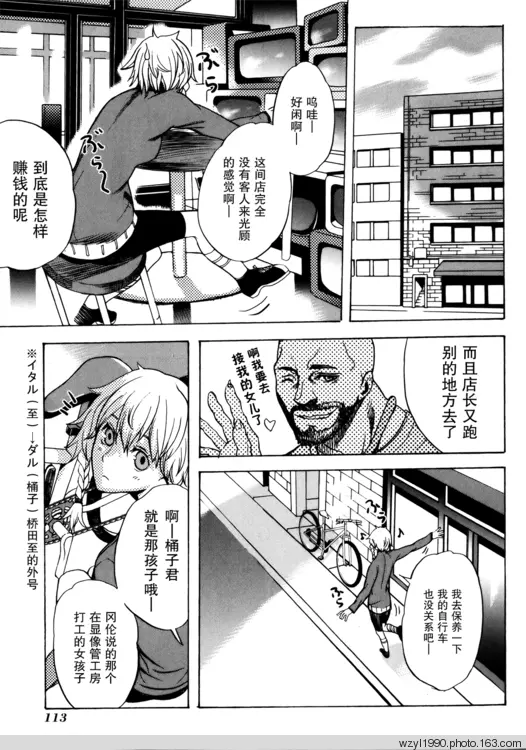 呜哇—
好闲啊—
这间店完全
没有客人来光顾
的感觉啊—
ぶら
ぶら〜
到底是怎样
赚钱的呢
而且店长又跑
别的地方去了
啊我要去
接我的女儿了♡
我去保养一下
我的自行车
也没关系吧—
啊—桶子君
就是那孩子哦—
冈伦说的那个
在显像管工房
打工的女孩子
※イタル（至）→ダル（桶子）桥田至的外号
113
wzyl1990.photo.163.com